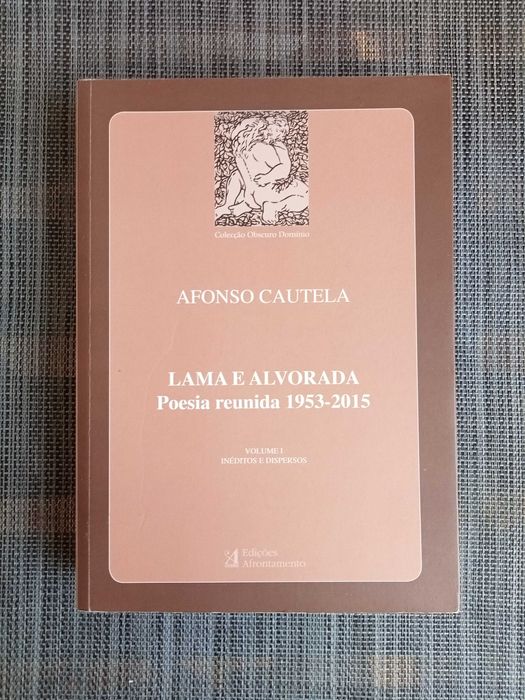 Colecção Obscuro Domínio
AFONSO CAUTELA
LAMA E ALVORADA
Poesia reunida 1953-2015
VOLUME I
INÉDITOS E DISPERSOS
Edições
Afrontamento